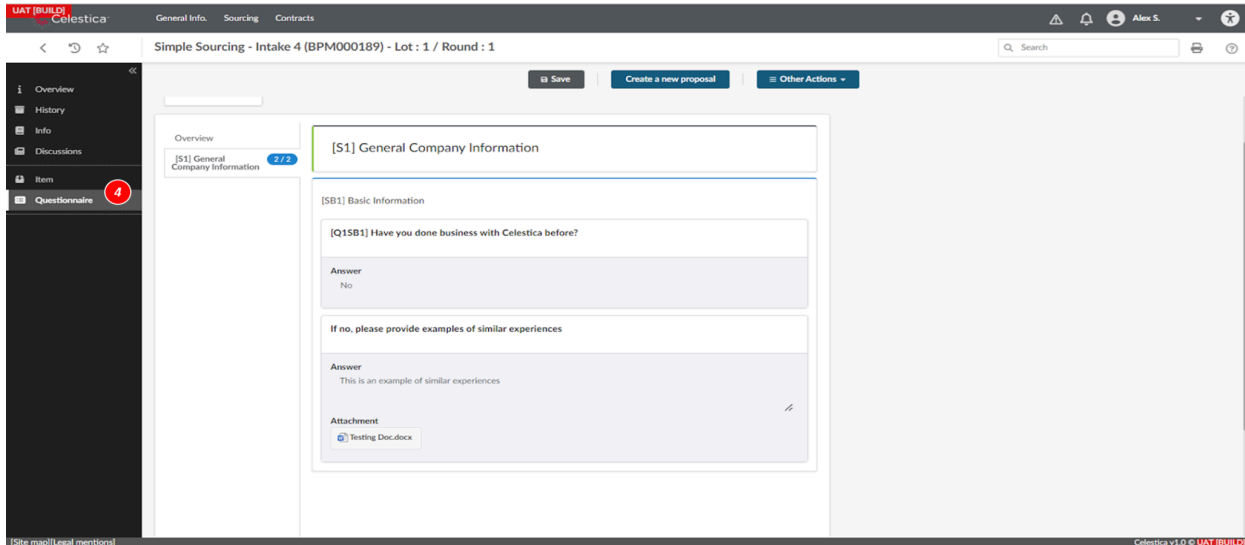 UAT [BUILD]
Celestica
General Info. Sourcing Contracts
Alex S.
Simple Sourcing - Intake 4 (BPM000189) - Lot : 1 / Round : 1
Search
Save
Create a new proposal
Other Actions
Overview
History
Info
Discussions
Item
Questionnaire
4
Overview
[S1] General
Company Information
2 / 2
[S1] General Company Information
[SB1] Basic Information
[Q1SB1] Have you done business with Celestica before?
Answer
No
If no, please provide examples of similar experiences
Answer
This is an example of similar experiences
Attachment
Testing Doc.docx
[Site map][Legal mentions]
Celestica v1.0 © UAT [BUILD]